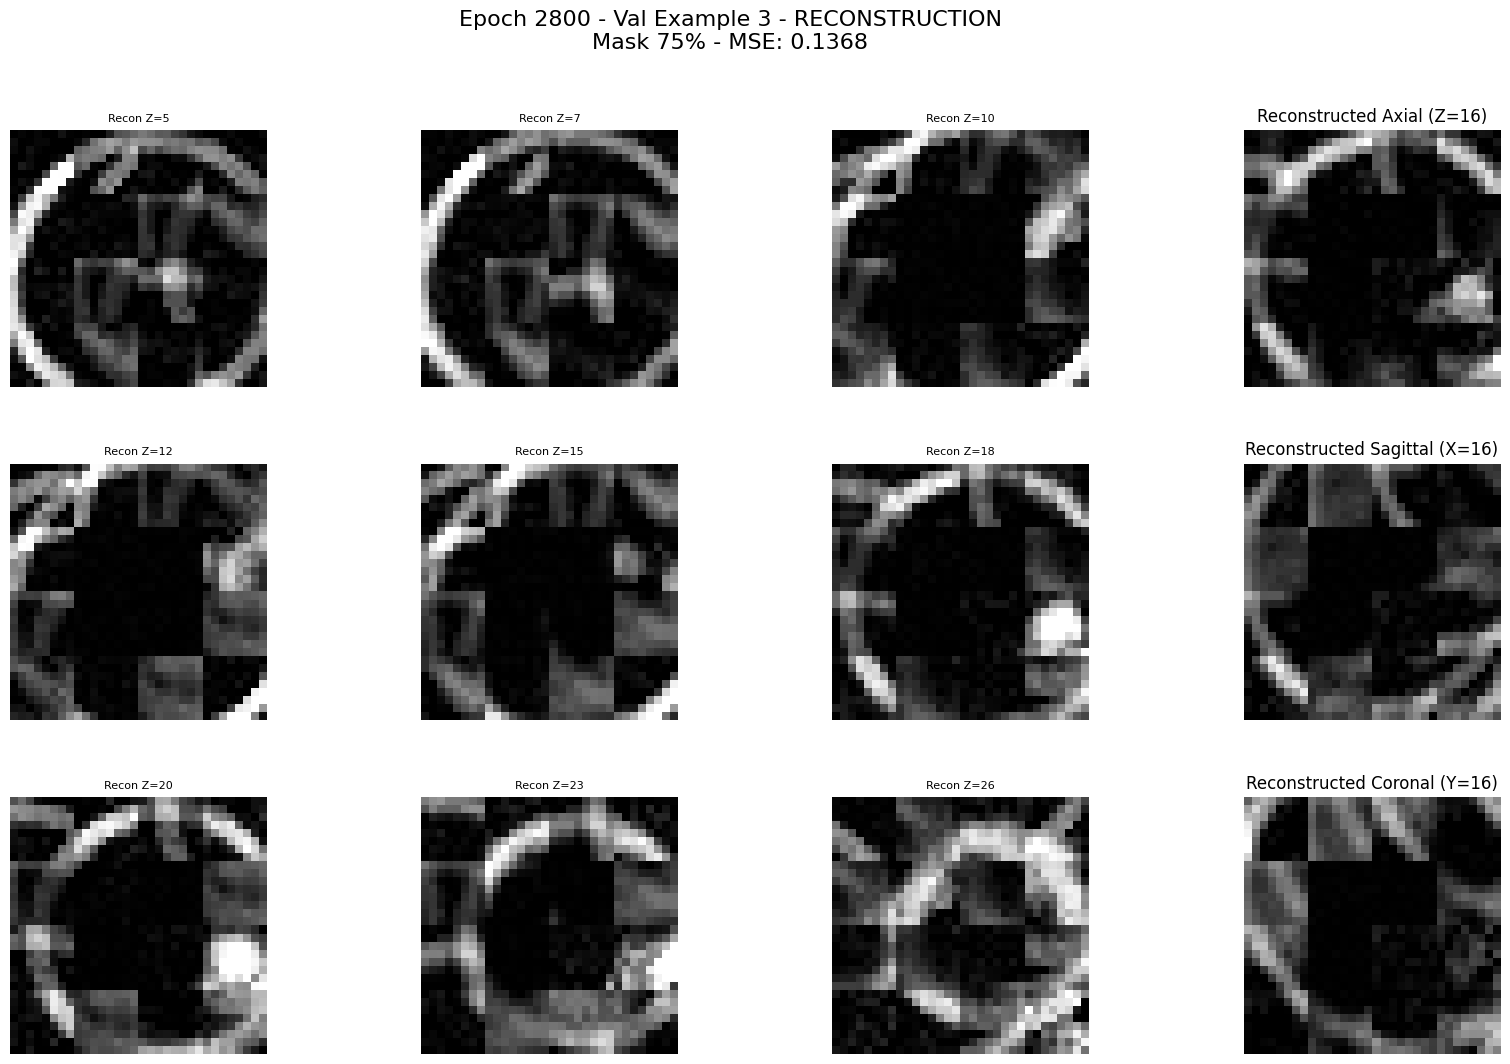 Epoch 2800 - Val Example 3 - RECONSTRUCTION
Mask 75% - MSE: 0.1368
Recon Z=5
Recon Z=7
Recon Z=10
Reconstructed Axial (Z=16)
Recon Z=12
Recon Z=15
Recon Z=18
Reconstructed Sagittal (X=16)
Recon Z=20
Recon Z=23
Recon Z=26
Reconstructed Coronal (Y=16)